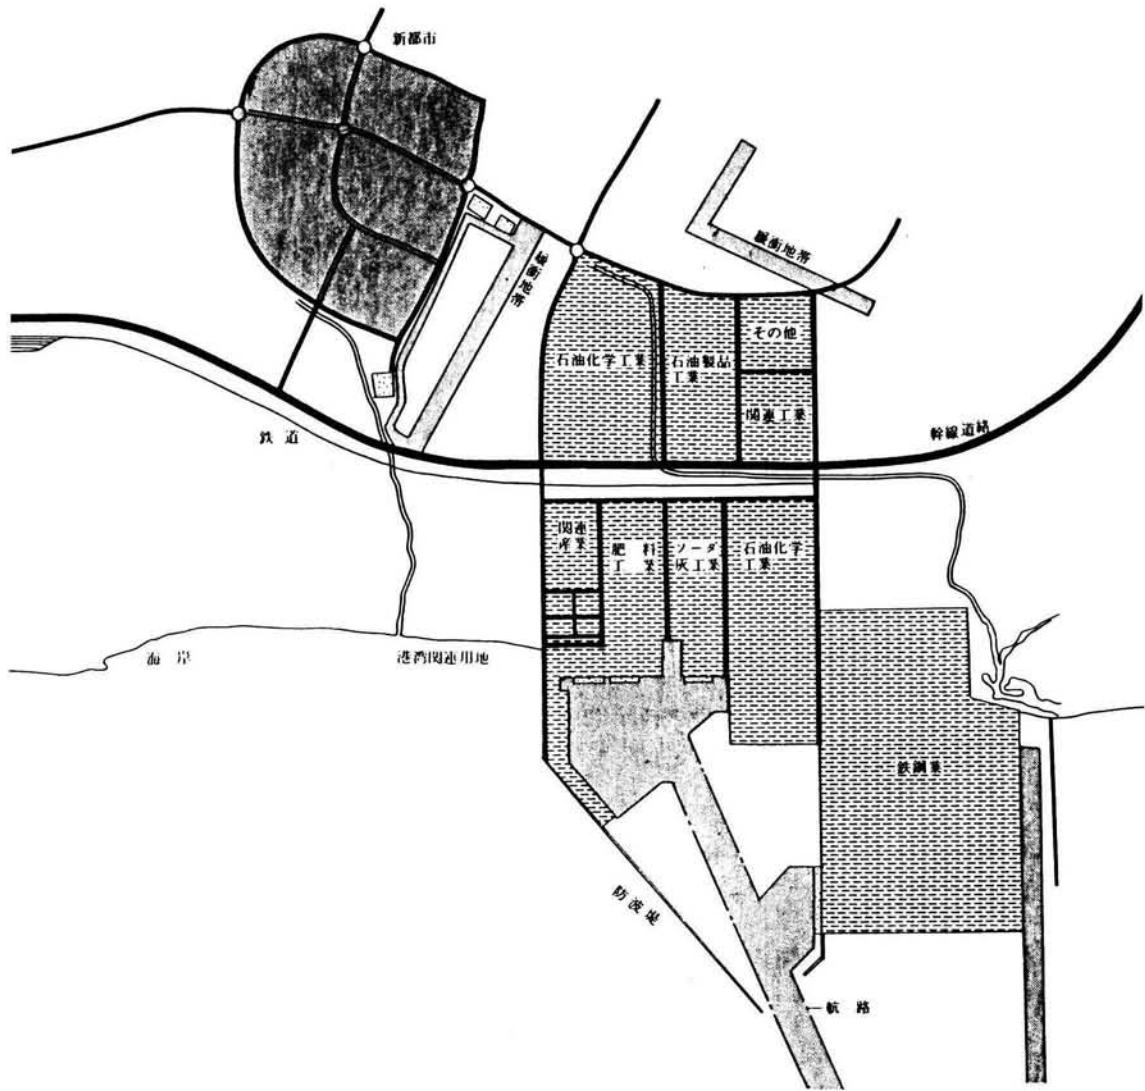 新都市
緩衝地帯
緩衝地帯
石油化学工業
石油製品
工業
その他
関連工業
鉄道
幹線道路
関連
産業
肥料
工業
ソーダ
灰工業
石油化学
工業
海岸
港湾関連用地
鉄鋼業
防波堤
航路